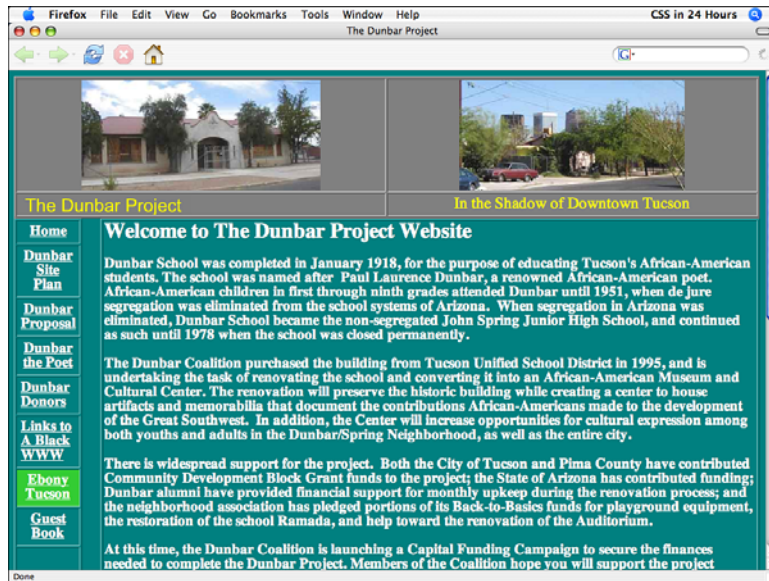 Firefox File Edit View Go Bookmarks Tools Window Help CSS in 24 Hours
The Dunbar Project
G
The Dunbar Project
In the Shadow of Downtown Tucson
Home
Dunbar
Site
Plan
Dunbar
Proposal
Dunbar
the Poet
Dunbar
Donors
Links to
A Black
WWW
Ebony
Tucson
Guest
Book
Welcome to The Dunbar Project Website
Dunbar School was completed in January 1918, for the purpose of educating Tucson's African-American
students. The school was named after Paul Laurence Dunbar, a renowned African-American poet.
African-American children in first through ninth grades attended Dunbar until 1951, when de jure
segregation was eliminated from the school systems of Arizona. When segregation in Arizona was
eliminated, Dunbar School became the non-segregated John Spring Junior High School, and continued
as such until 1978 when the school was closed permanently.
The Dunbar Coalition purchased the building from Tucson Unified School District in 1995, and is
undertaking the task of renovating the school and converting it into an African-American Museum and
Cultural Center. The renovation will preserve the historic building while creating a center to house
artifacts and memorabilia that document the contributions African-Americans made to the development
of the Great Southwest. In addition, the Center will increase opportunities for cultural expression among
both youths and adults in the Dunbar/Spring Neighborhood, as well as the entire city.
There is widespread support for the project. Both the City of Tucson and Pima County have contributed
Community Development Block Grant funds to the project; the State of Arizona has contributed funding;
Dunbar alumni have provided financial support for monthly upkeep during the renovation process; and
the neighborhood association has pledged portions of its Back-to-Basics funds for playground equipment,
the restoration of the school Ramada, and help toward the renovation of the Auditorium.
At this time, the Dunbar Coalition is launching a Capital Funding Campaign to secure the finances
needed to complete the Dunbar Project. Members of the Coalition hope you will support the project
Done